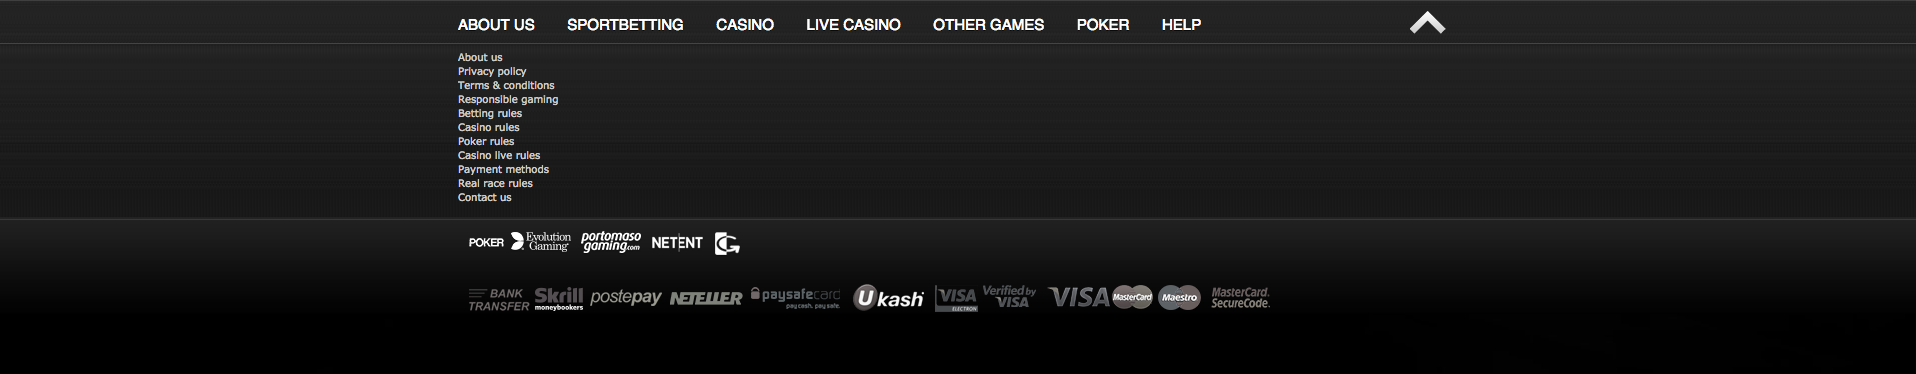 ABOUT US SPORTBETTING CASINO LIVE CASINO OTHER GAMES POKER HELP
About us
Privacy policy
Terms & conditions
Responsible gaming
Betting rules
Casino rules
Poker rules
Casino live rules
Payment methods
Real race rules
Contact us
POKER Evolution Gaming portomaso gaming.com NETENT CG
BANK TRANSFER Skrill moneybookers postepay NETELLER paysafecard pay cash. pay safe. Ukash VISA ELECTRON Verified by VISA VISA MasterCard Maestro MasterCard. SecureCode.